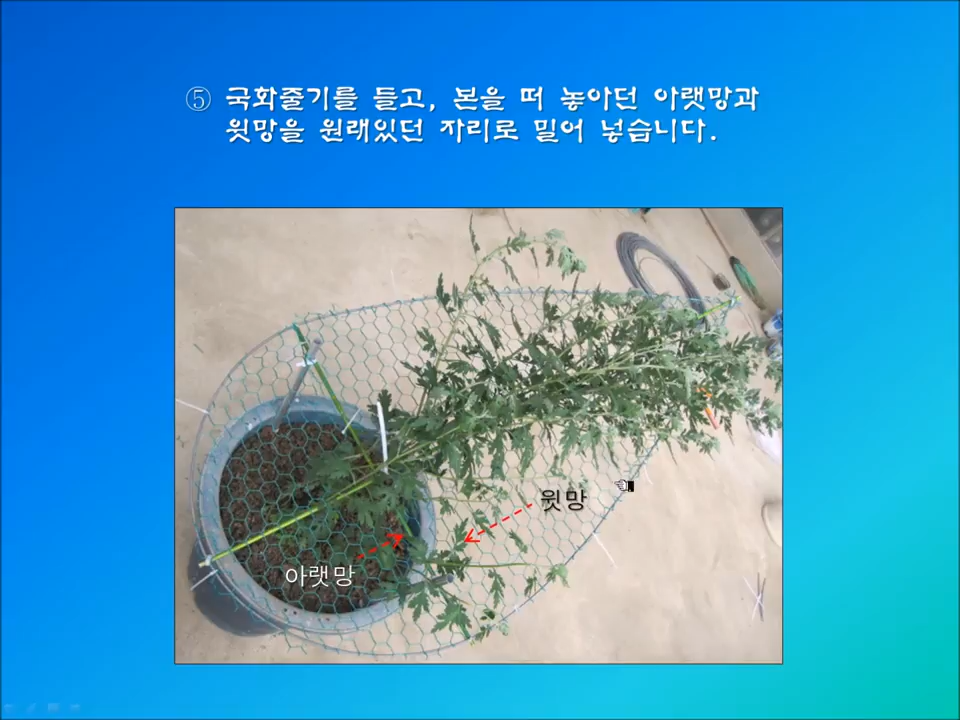 ⑤ 국화줄기를 들고, 본을 떠 놓아던 아랫망과
윗망을 원래있던 자리로 밀어 넣습니다.
윗망
아랫망